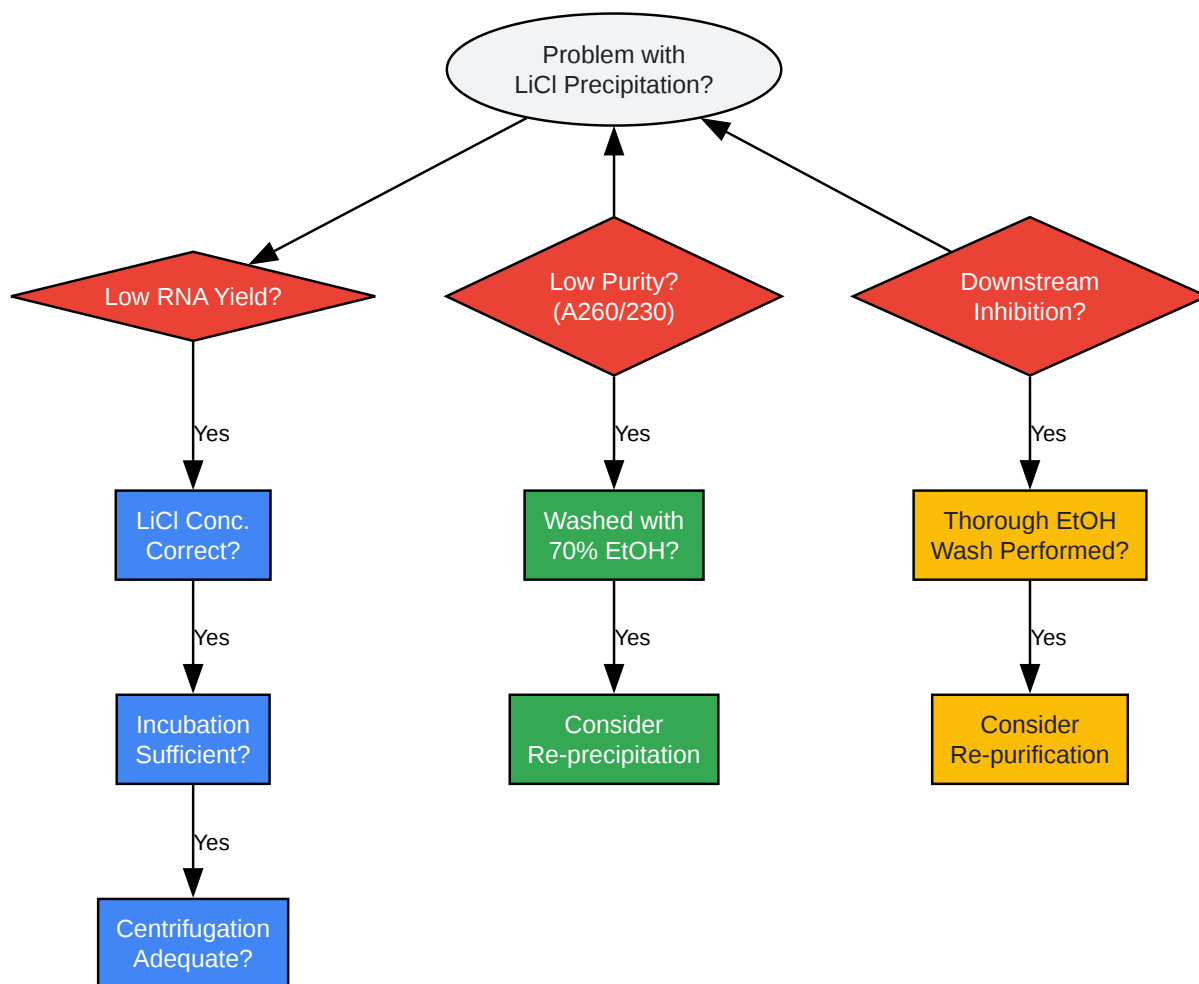 Problem with
LiCl Precipitation?
Low RNA Yield?
Low Purity?
(A260/230)
Downstream
Inhibition?
Yes
Yes
Yes
LiCl Conc.
Correct?
Washed with
70% EtOH?
Thorough EtOH
Wash Performed?
Yes
Yes
Yes
Incubation
Sufficient?
Consider
Re-precipitation
Consider
Re-purification
Yes
Centrifugation
Adequate?